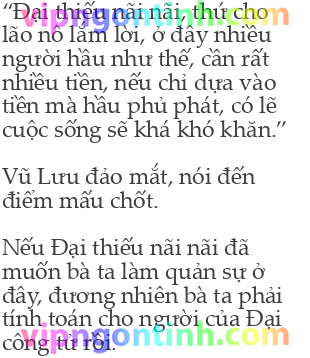 “Đại thiếu nãi nãi, thứ cho
lão nô lắm lời, ở đây nhiều
người hầu như thế, cần rất
nhiều tiền, nếu chỉ dựa vào
tiền mà hầu phủ phát, có lẽ
cuộc sống sẽ khá khó khăn.”
Vũ Lưu đảo mắt, nói đến
điểm mấu chốt.
Nếu Đại thiếu nãi nãi đã
muốn bà ta làm quản sự ở
đây, đương nhiên bà ta phải
tính toán cho người của Đại
công tử rồi.
vipngontinh.com
vipngontinh.com